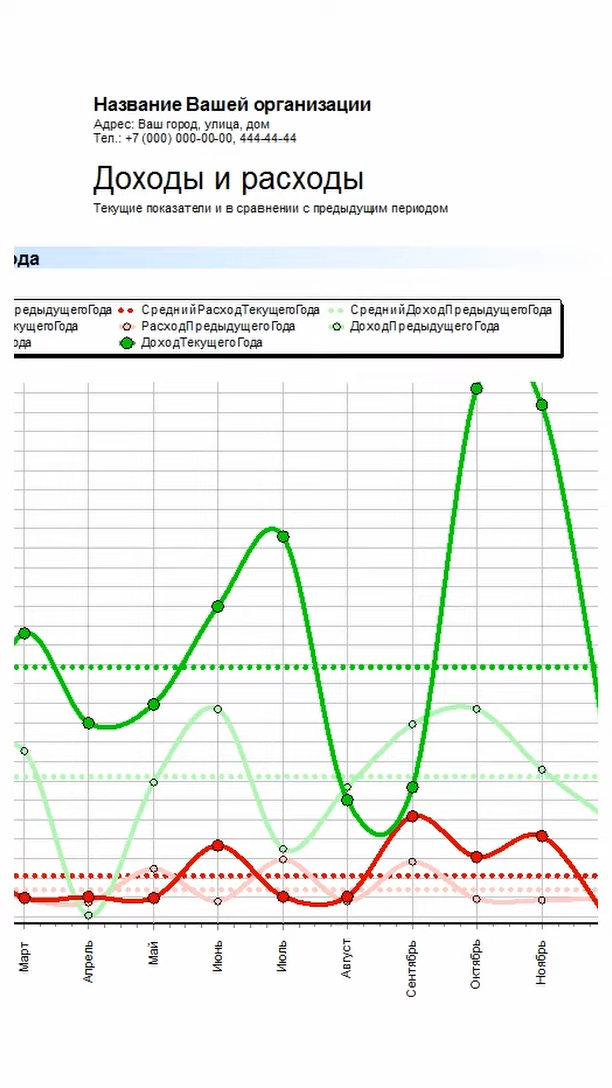 Название Вашей организации
Адрес: Ваш город, улица, дом
Тел.: +7 (000) 000-00-00, 444-44-44
Доходы и расходы
Текущие показатели и в сравнении с предыдущим периодом
ода
редыдущегоГода СреднийРасходТекущегоГода СреднийДоходПредыдущегоГода
кущегоГода РасходПредыдущегоГода ДоходПредыдущегоГода
ода ДоходТекущегоГода
Март Апрель Май Июнь Июль Август Сентябрь Октябрь Ноябрь